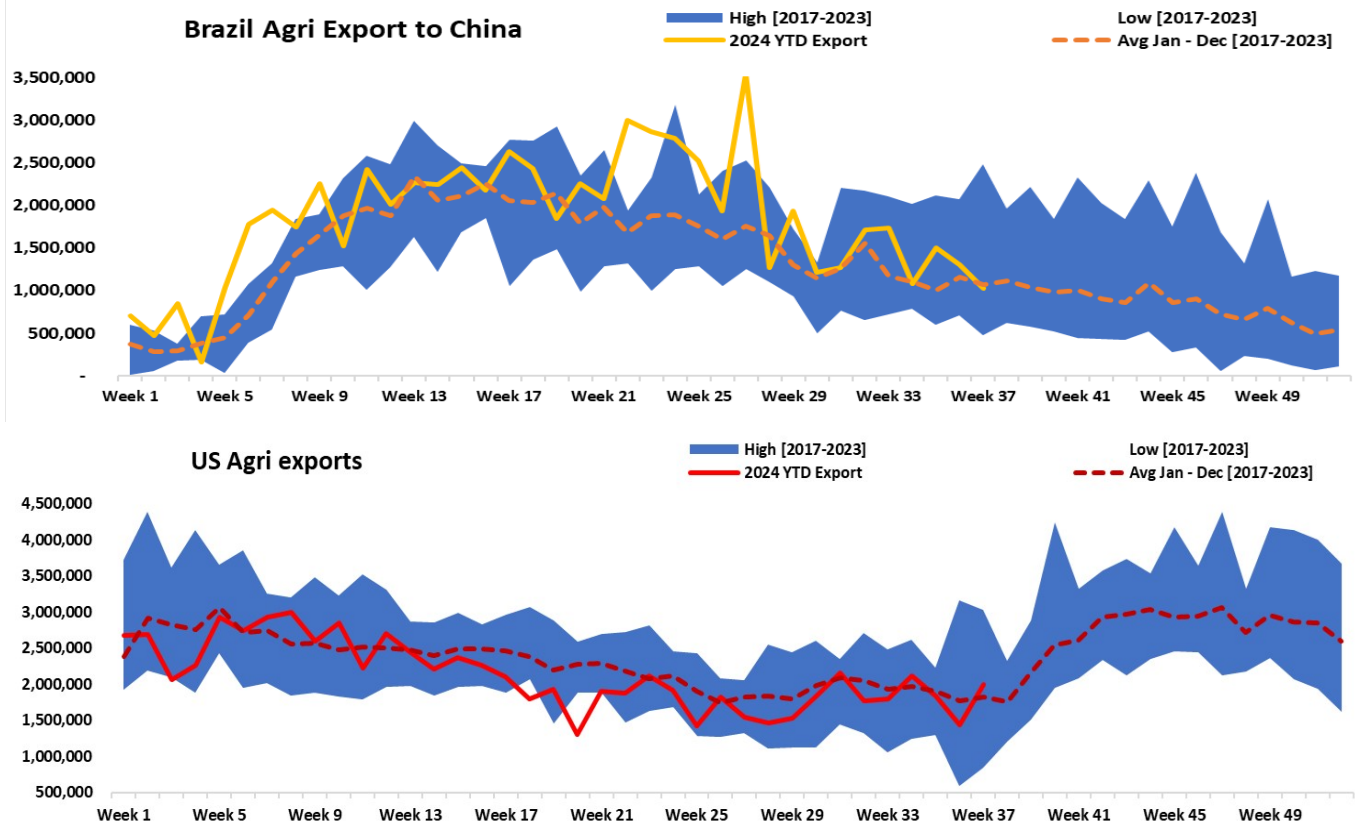 Brazil Agri Export to China
High [2017-2023] Low [2017-2023]
2024 YTD Export Avg Jan - Dec [2017-2023]
3,500,000
3,000,000
2,500,000
2,000,000
1,500,000
1,000,000
500,000
-
Week 1 Week 5 Week 9 Week 13 Week 17 Week 21 Week 25 Week 29 Week 33 Week 37 Week 41 Week 45 Week 49
US Agri exports
High [2017-2023] Low [2017-2023]
2024 YTD Export Avg Jan - Dec [2017-2023]
4,500,000
4,000,000
3,500,000
3,000,000
2,500,000
2,000,000
1,500,000
1,000,000
500,000
Week 1 Week 5 Week 9 Week 13 Week 17 Week 21 Week 25 Week 29 Week 33 Week 37 Week 41 Week 45 Week 49